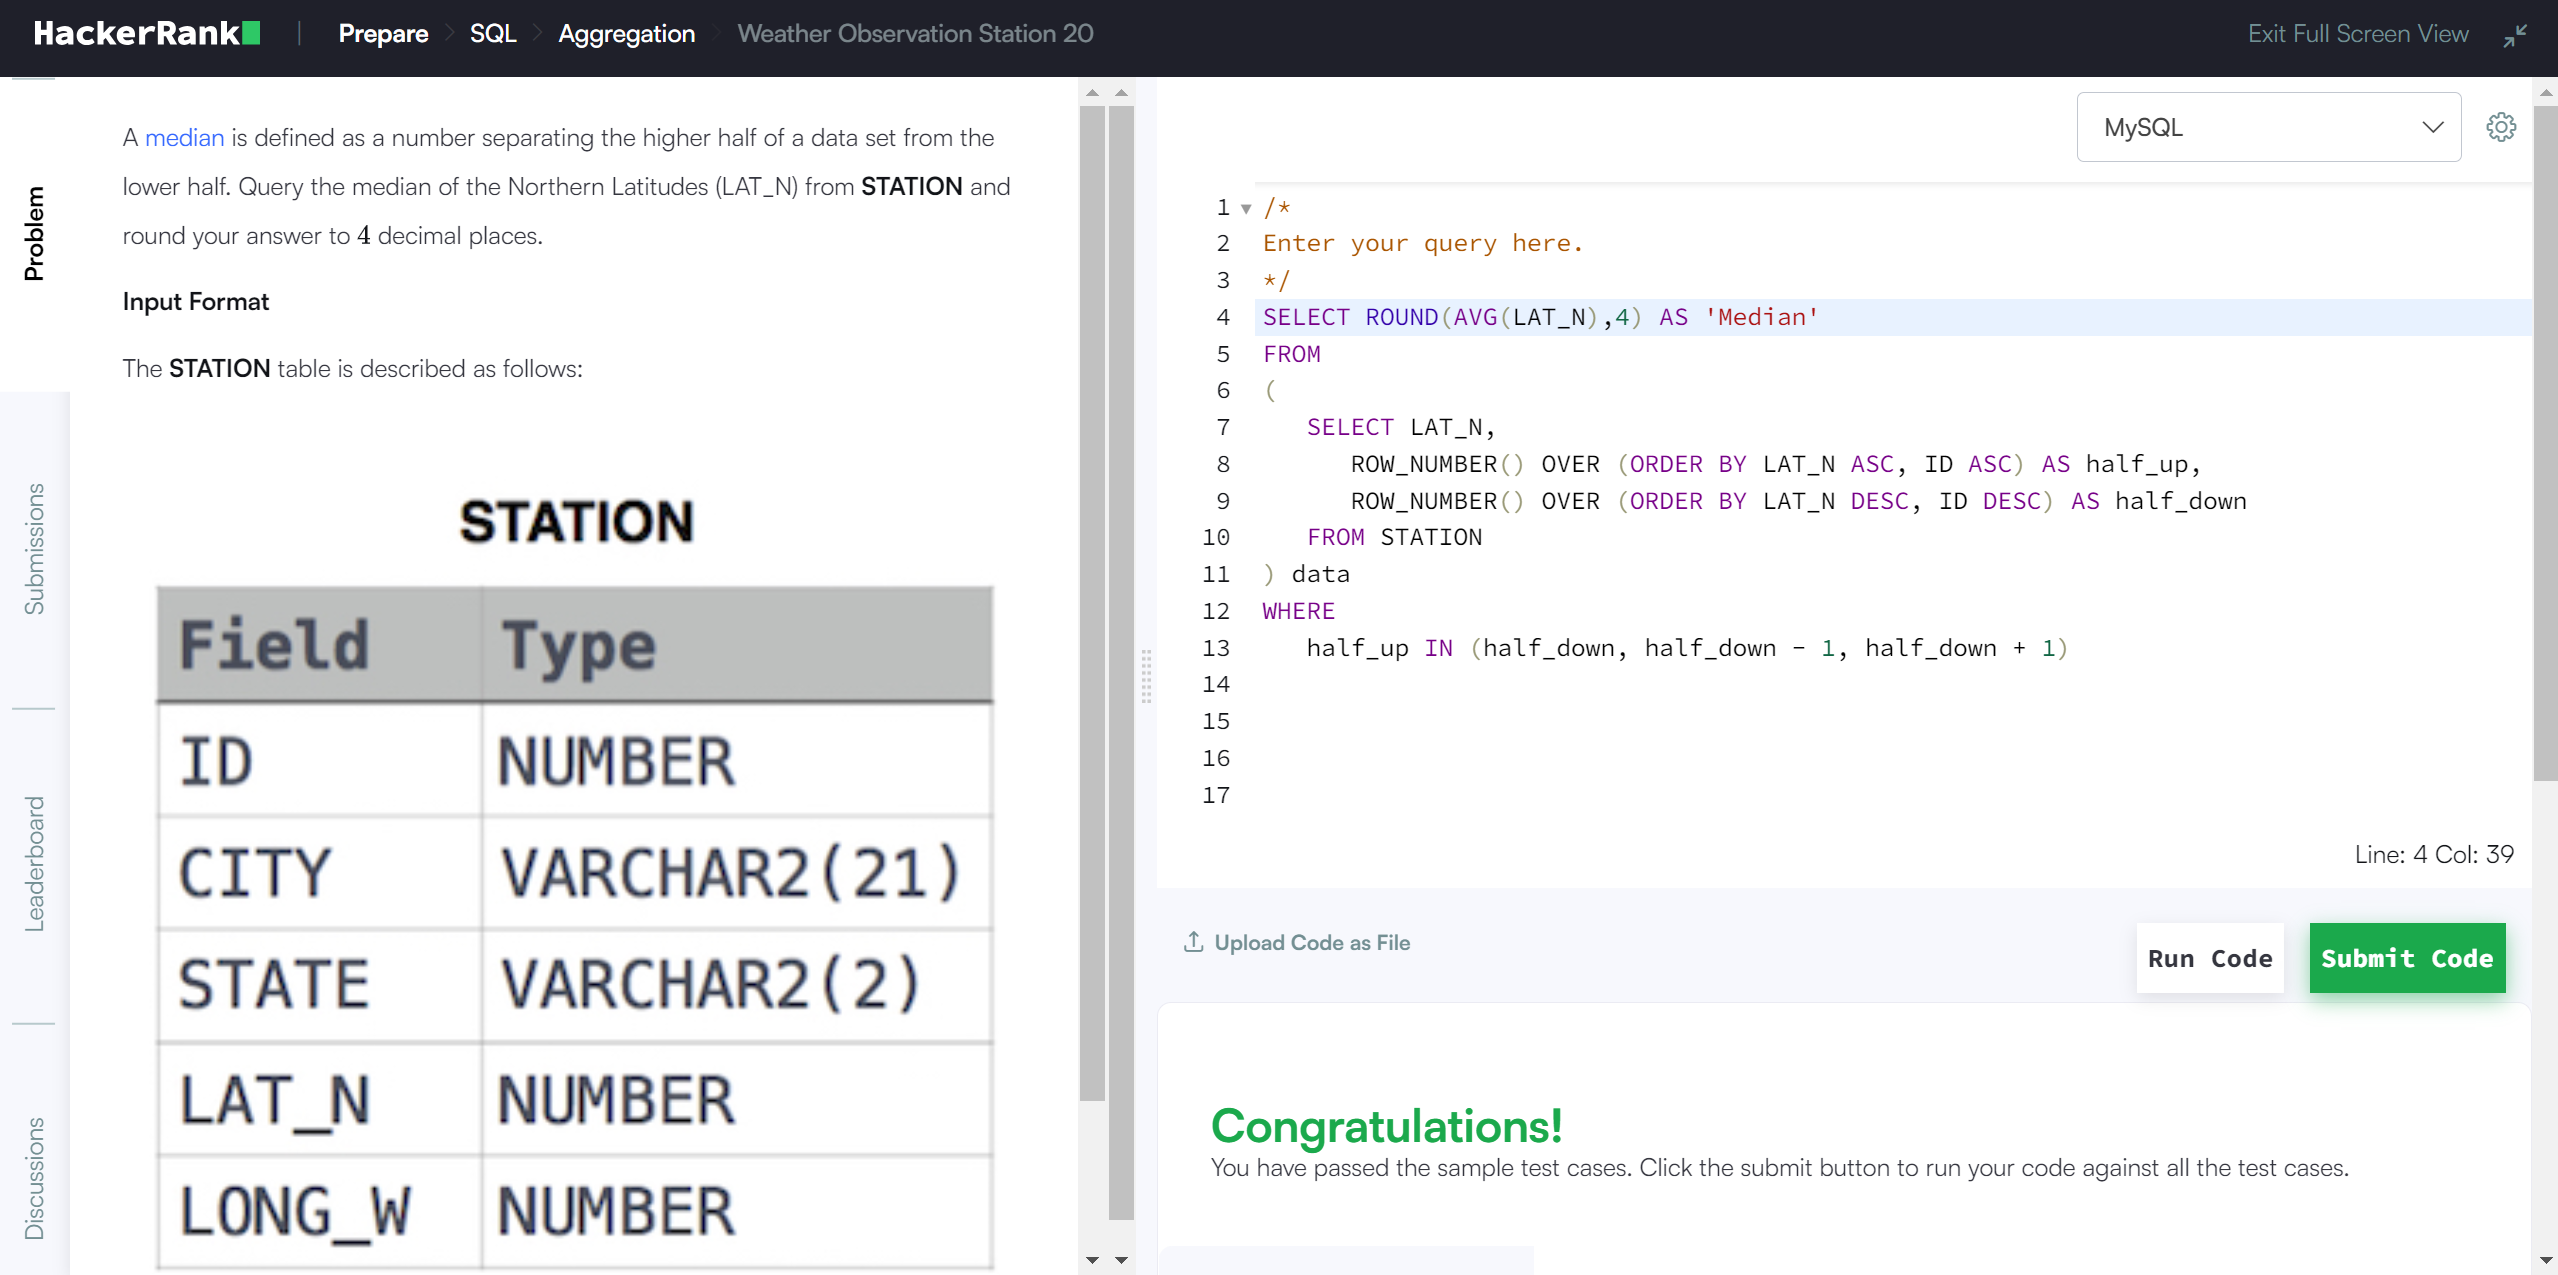 HackerRank | Prepare > SQL > Aggregation > Weather Observation Station 20
Exit Full Screen View
Problem
Submissions
Leaderboard
Discussions
A median is defined as a number separating the higher half of a data set from the
lower half. Query the median of the Northern Latitudes (LAT_N) from STATION and
round your answer to 4 decimal places.
Input Format
The STATION table is described as follows:
STATION
Field Type
ID NUMBER
CITY VARCHAR2(21)
STATE VARCHAR2(2)
LAT_N NUMBER
LONG_W NUMBER
MySQL
1 /*
2 Enter your query here.
3 */
4 SELECT ROUND(AVG(LAT_N),4) AS 'Median'
5 FROM
6 (
7 SELECT LAT_N,
8 ROW_NUMBER() OVER (ORDER BY LAT_N ASC, ID ASC) AS half_up,
9 ROW_NUMBER() OVER (ORDER BY LAT_N DESC, ID DESC) AS half_down
10 FROM STATION
11 ) data
12 WHERE
13 half_up IN (half_down, half_down - 1, half_down + 1)
14
15
16
17
Line: 4 Col: 39
Upload Code as File
Run Code
Submit Code
Congratulations!
You have passed the sample test cases. Click the submit button to run your code against all the test cases.